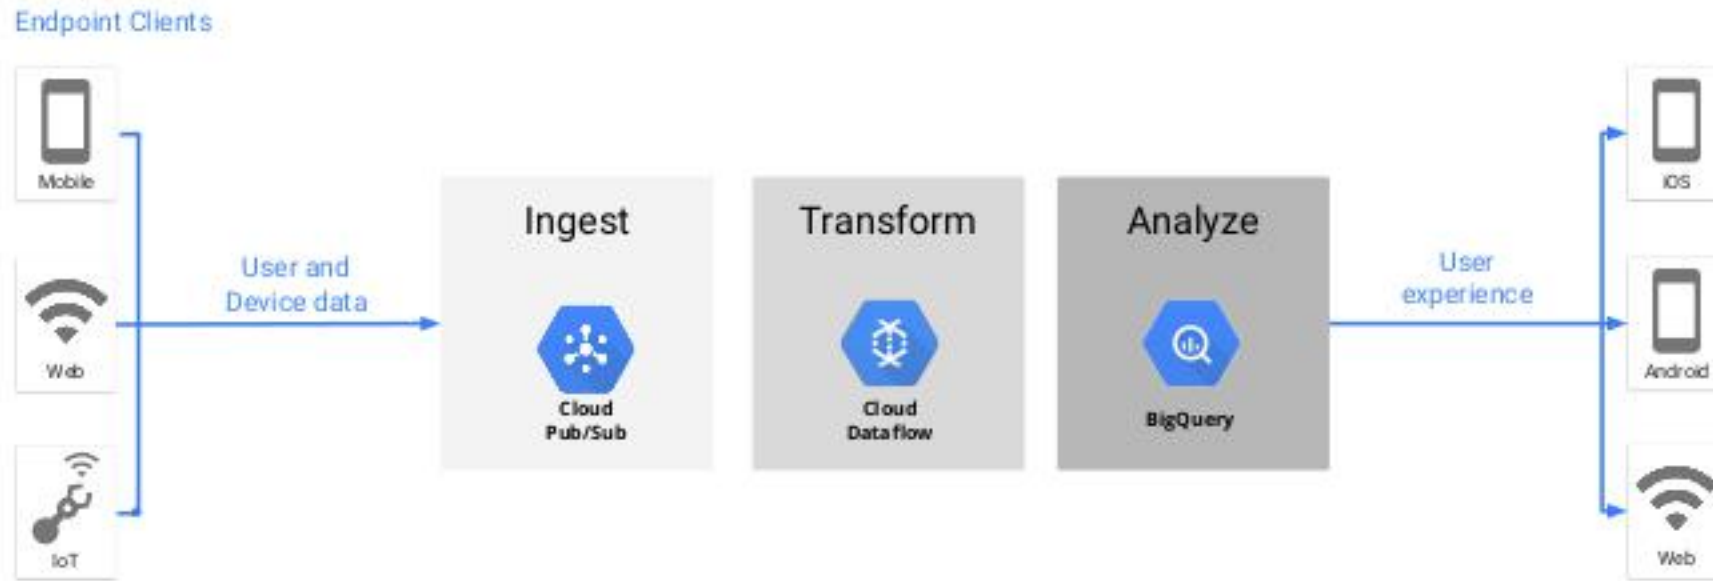 Endpoint Clients
Mobile
Web
IoT
User and
Device data
Ingest
Cloud
Pub/Sub
Transform
Cloud
Dataflow
Analyze
BigQuery
User
experience
iOS
Android
Web